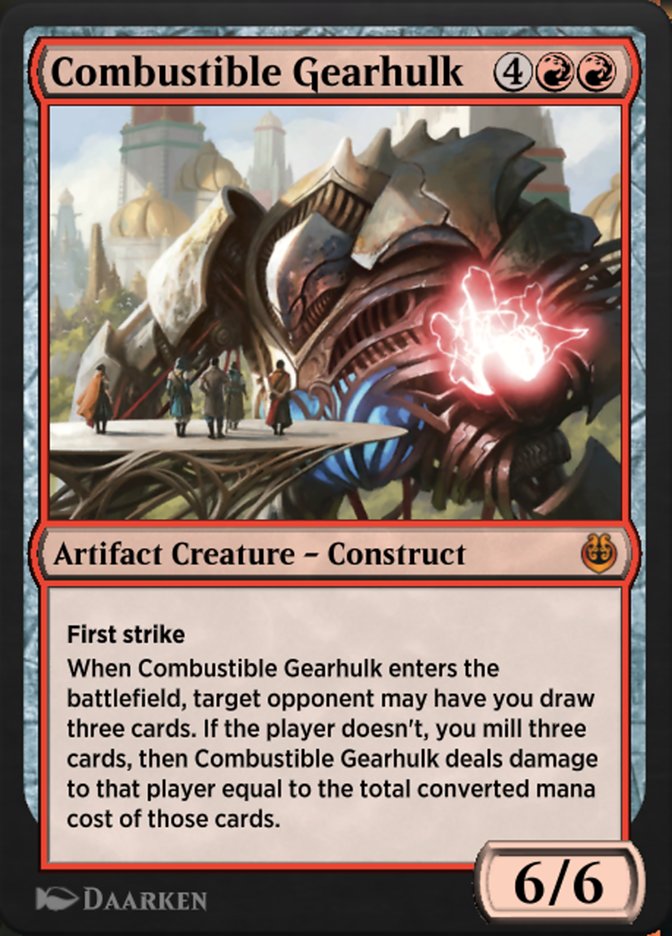 Combustible Gearhulk 4
Artifact Creature – Construct
First strike
When Combustible Gearhulk enters the
battlefield, target opponent may have you draw
three cards. If the player doesn't, you mill three
cards, then Combustible Gearhulk deals damage
to that player equal to the total converted mana
cost of those cards.
6/6
Daarken